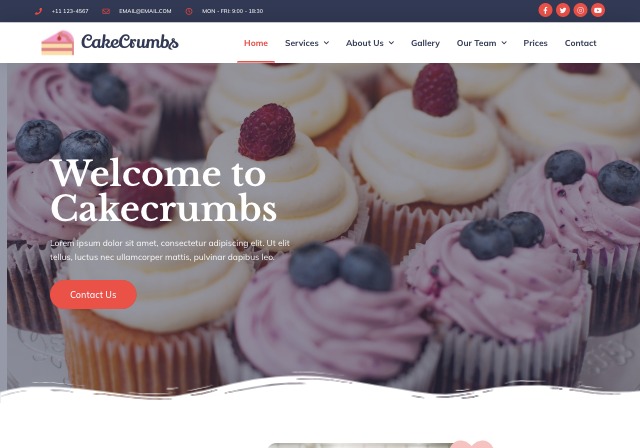 +11 123-4567 EMAIL@EMAIL.COM MON - FRI: 9:00 - 18:30
CakeCrumbs Home Services About Us Gallery Our Team Prices Contact
Welcome to
Cakecrumbs
Lorem ipsum dolor sit amet, consectetur adipiscing elit. Ut elit
tellus, luctus nec ullamcorper mattis, pulvinar dapibus leo.
Contact Us